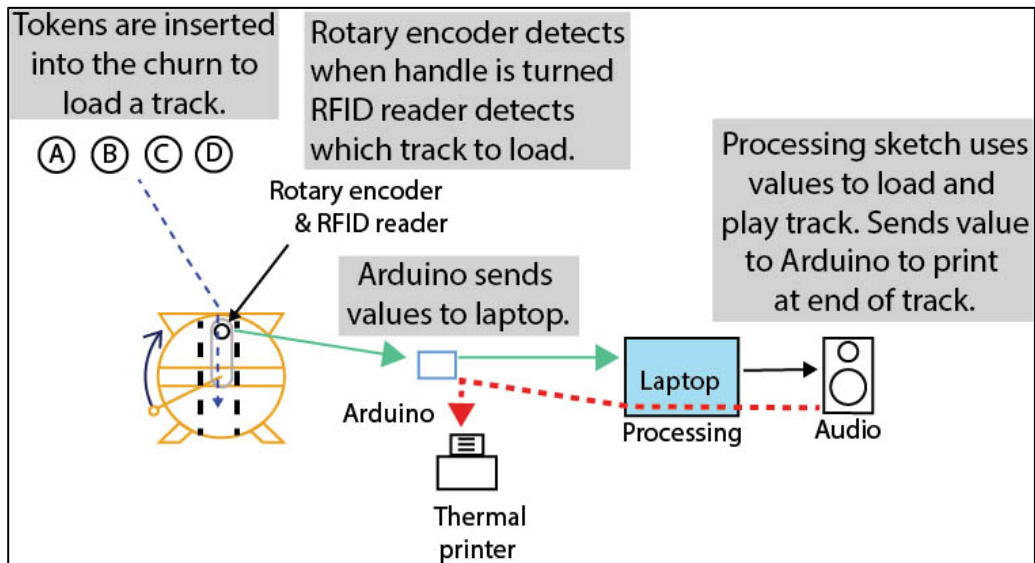 Tokens are inserted
into the churn to
load a track.
A B C D
Rotary encoder detects
when handle is turned
RFID reader detects
which track to load.
Rotary encoder
& RFID reader
Arduino sends
values to laptop.
Processing sketch uses
values to load and
play track. Sends value
to Arduino to print
at end of track.
Arduino
Laptop
Processing
Audio
Thermal
printer